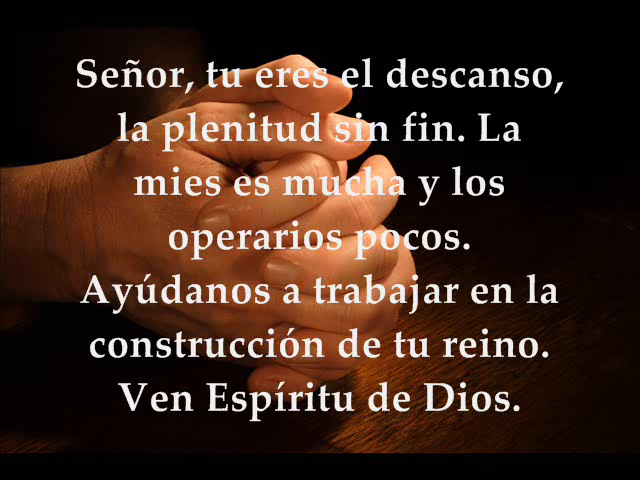 Señor, tu eres el descanso,
la plenitud sin fin. La
mies es mucha y los
operarios pocos.
Ayúdanos a trabajar en la
construcción de tu reino.
Ven Espíritu de Dios.